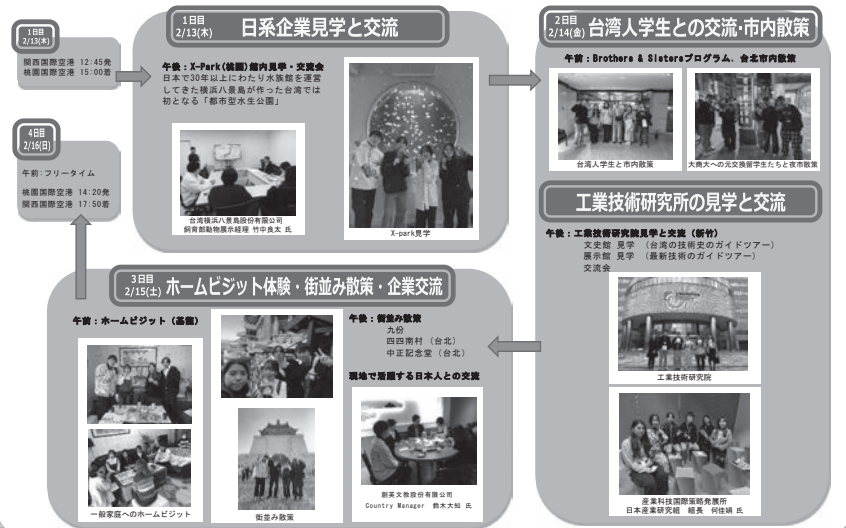 1日目
2/13(木)
関西国際空港 12:45発
桃園国際空港 15:00着
1日目
2/13(木)
日系企業見学と交流
午後：X-Park(桃園)館内見学・交流会
日本で30年以上にわたり水族館を運営
してきた横浜八景島が作った台湾では
初となる「都市型水生公園」
台湾横浜八景島股份有限公司
飼育部動物展示経理 竹中良太 氏
X-park見学
2日目
2/14(金)
台湾人学生との交流･市内散策
午前：Brothers & Sistersプログラム、台北市内散策
台湾人学生と市内散策
大商大への元交換留学生たちと夜市散策
工業技術研究所の見学と交流
午後：工業技術研究院見学と交流（新竹）
文史館 見学 （台湾の技術史のガイドツアー）
展示館 見学 （最新技術のガイドツアー）
交流会
工業技術研究院
産業科技国際策略発展所
日本産業研究組 組長 何佳娟 氏
3日目
2/15(土)
ホームビジット体験・街並み散策・企業交流
午前：ホームビジット（基隆）
一般家庭へのホームビジット
街並み散策
午後：街並み散策
九份
四四南村（台北）
中正記念堂（台北）
現地で活躍する日本人との交流
創英文教股份有限公司
Country Manager 鈴木大知 氏
4日目
2/16(日)
午前：フリータイム
桃園国際空港 14:20発
関西国際空港 17:50着